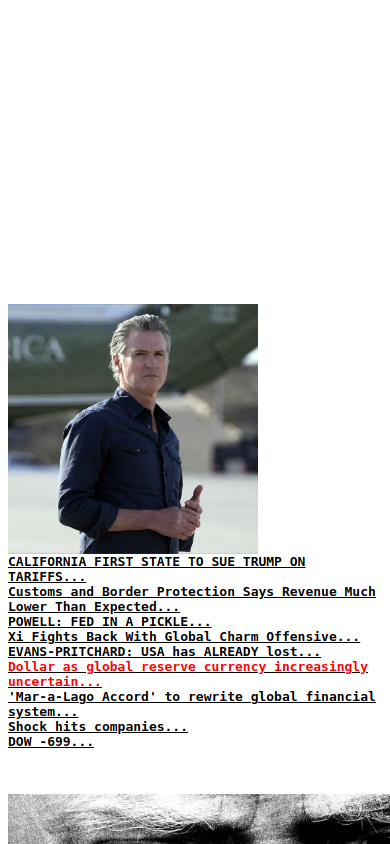 RICA
CALIFORNIA FIRST STATE TO SUE TRUMP ON
TARIFFS...
Customs and Border Protection Says Revenue Much
Lower Than Expected...
POWELL: FED IN A PICKLE...
Xi Fights Back With Global Charm Offensive...
EVANS-PRITCHARD: USA has ALREADY lost...
Dollar as global reserve currency increasingly
uncertain...
'Mar-a-Lago Accord' to rewrite global financial
system...
Shock hits companies...
DOW -699...